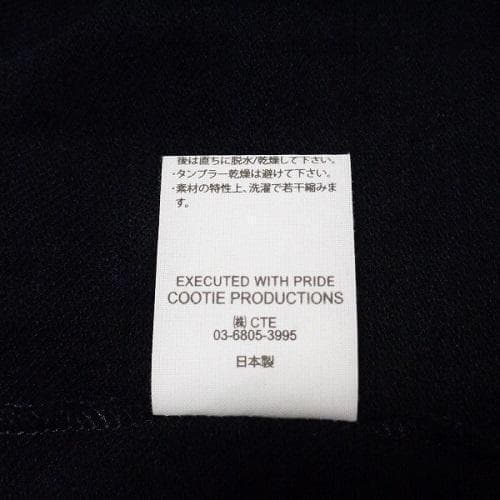 後は直ちに脱水/乾燥して下さい。
・タンブラー乾燥は避けて下さい。
・素材の特性上、洗濯で若干縮みま
す。
EXECUTED WITH PRIDE
COOTIE PRODUCTIONS
㈱ CTE
03-6805-3995
日本製